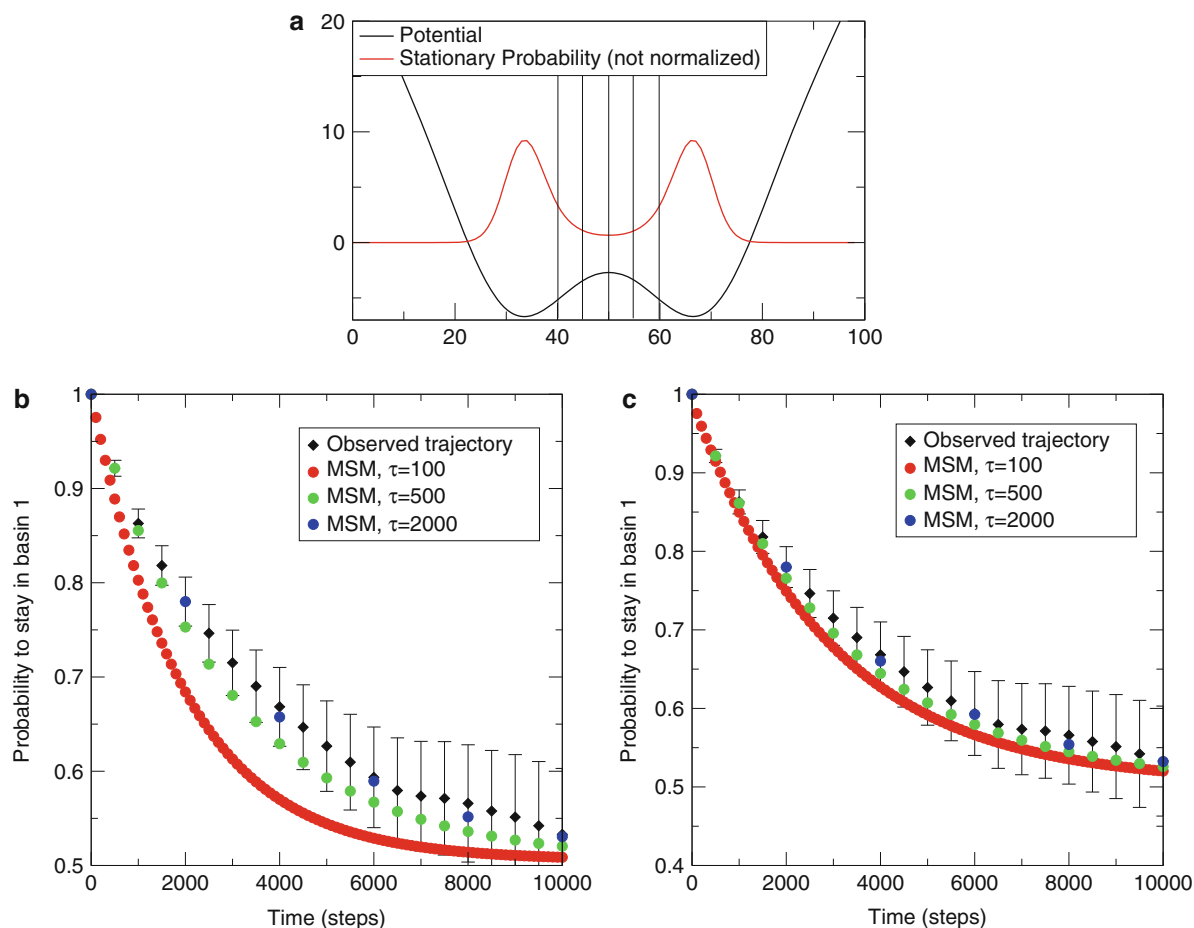 a
Potential
Stationary Probability (not normalized)
20
10
0
0 20 40 60 80 100
b
Observed trajectory
MSM, τ=100
MSM, τ=500
MSM, τ=2000
1
0.9
0.8
0.7
0.6
0.5
0 2000 4000 6000 8000 10000
Time (steps)
Probability to stay in basin 1
c
Observed trajectory
MSM, τ=100
MSM, τ=500
MSM, τ=2000
1
0.9
0.8
0.7
0.6
0.5
0.4
0 2000 4000 6000 8000 10000
Time (steps)
Probability to stay in basin 1